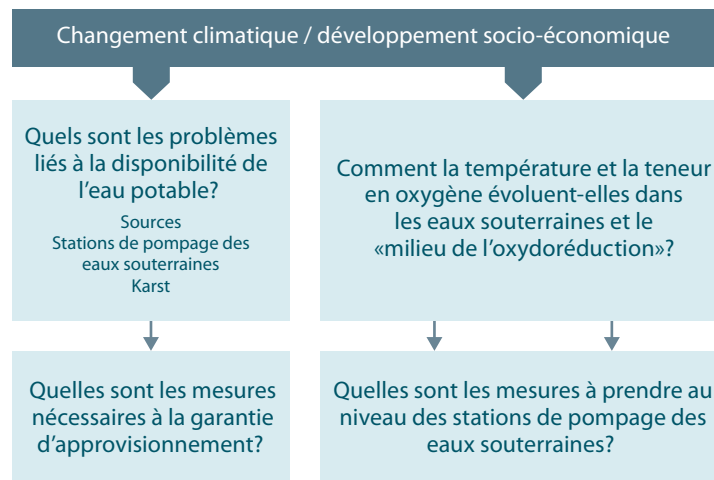 Changement climatique / développement socio-économique
Quels sont les problèmes
liés à la disponibilité de
l'eau potable?
Sources
Stations de pompage des
eaux souterraines
Karst
Comment la température et la teneur
en oxygène évoluent-elles dans
les eaux souterraines et le
«milieu de l'oxydoréduction»?
Quelles sont les mesures
nécessaires à la garantie
d'approvisionnement?
Quelles sont les mesures à prendre au
niveau des stations de pompage des
eaux souterraines?